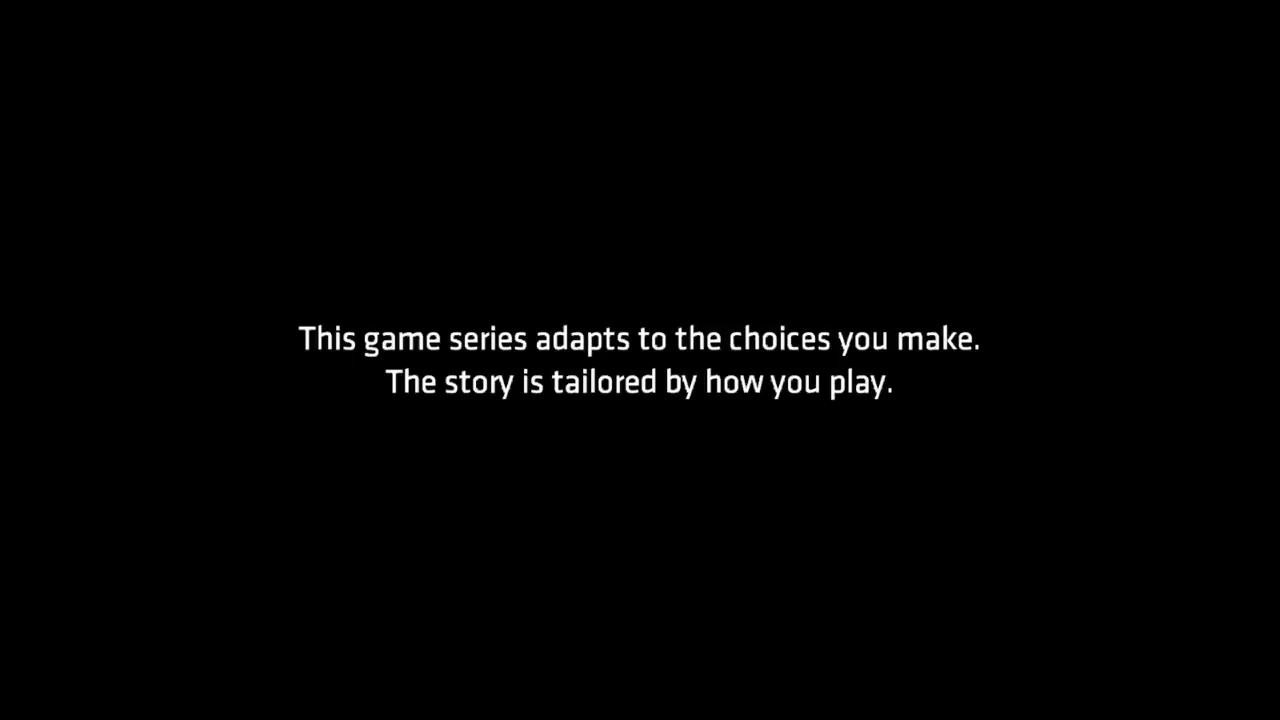 This game series adapts to the choices you make.
The story is tailored by how you play.